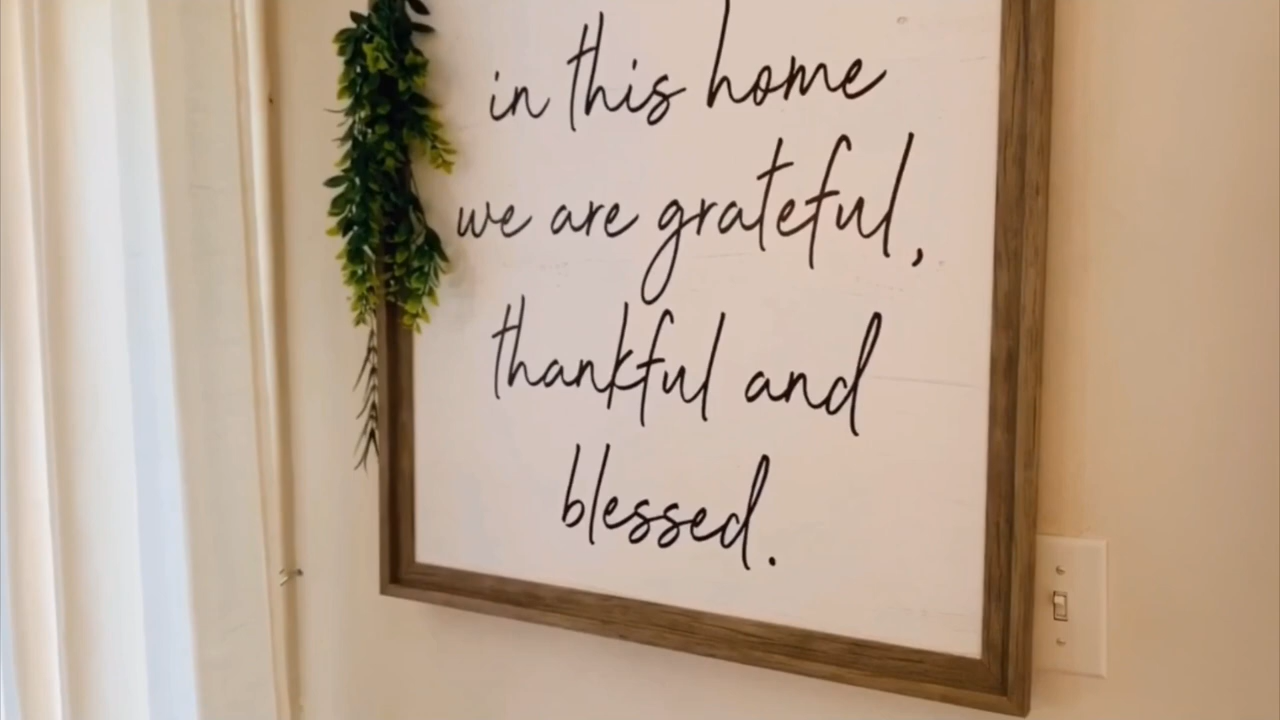 in this home
we are grateful,
thankful and
blessed.